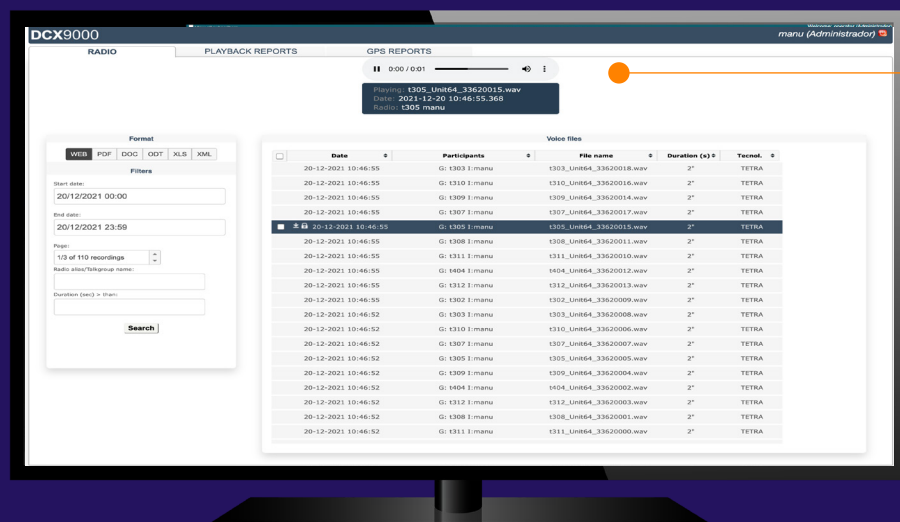 DCX9000
manu (Administrador)
RADIO PLAYBACK REPORTS GPS REPORTS
0:00 / 0:01
Playing: t305_Unit64_33620015.wav
Date: 2021-12-20 10:46:55.368
Radio: t305 manu
Format
WEB PDF DOC ODT XLS XML
Filters
Start date:
20/12/2021 00:00
End date:
20/12/2021 23:59
Page:
1/3 of 110 recordings
Radio alias/Talkgroup name:
Duration (sec) > than:
Search
Voice files
Date Participants File name Duration (s) Tecnol.
20-12-2021 10:46:55 G: t303 I:manu t303_Unit64_33620018.wav 2" TETRA
20-12-2021 10:46:55 G: t310 I:manu t310_Unit64_33620016.wav 2" TETRA
20-12-2021 10:46:55 G: t309 I:manu t309_Unit64_33620014.wav 2" TETRA
20-12-2021 10:46:55 G: t307 I:manu t307_Unit64_33620017.wav 2" TETRA
20-12-2021 10:46:55 G: t305 I:manu t305_Unit64_33620015.wav 2" TETRA
20-12-2021 10:46:55 G: t308 I:manu t308_Unit64_33620011.wav 2" TETRA
20-12-2021 10:46:55 G: t311 I:manu t311_Unit64_33620010.wav 2" TETRA
20-12-2021 10:46:55 G: t404 I:manu t404_Unit64_33620012.wav 2" TETRA
20-12-2021 10:46:55 G: t312 I:manu t312_Unit64_33620013.wav 2" TETRA
20-12-2021 10:46:55 G: t302 I:manu t302_Unit64_33620009.wav 2" TETRA
20-12-2021 10:46:52 G: t303 I:manu t303_Unit64_33620008.wav 2" TETRA
20-12-2021 10:46:52 G: t310 I:manu t310_Unit64_33620006.wav 2" TETRA
20-12-2021 10:46:52 G: t307 I:manu t307_Unit64_33620007.wav 2" TETRA
20-12-2021 10:46:52 G: t305 I:manu t305_Unit64_33620005.wav 2" TETRA
20-12-2021 10:46:52 G: t309 I:manu t309_Unit64_33620004.wav 2" TETRA
20-12-2021 10:46:52 G: t404 I:manu t404_Unit64_33620002.wav 2" TETRA
20-12-2021 10:46:52 G: t312 I:manu t312_Unit64_33620003.wav 2" TETRA
20-12-2021 10:46:52 G: t308 I:manu t308_Unit64_33620001.wav 2" TETRA
20-12-2021 10:46:52 G: t311 I:manu t311_Unit64_33620000.wav 2" TETRA